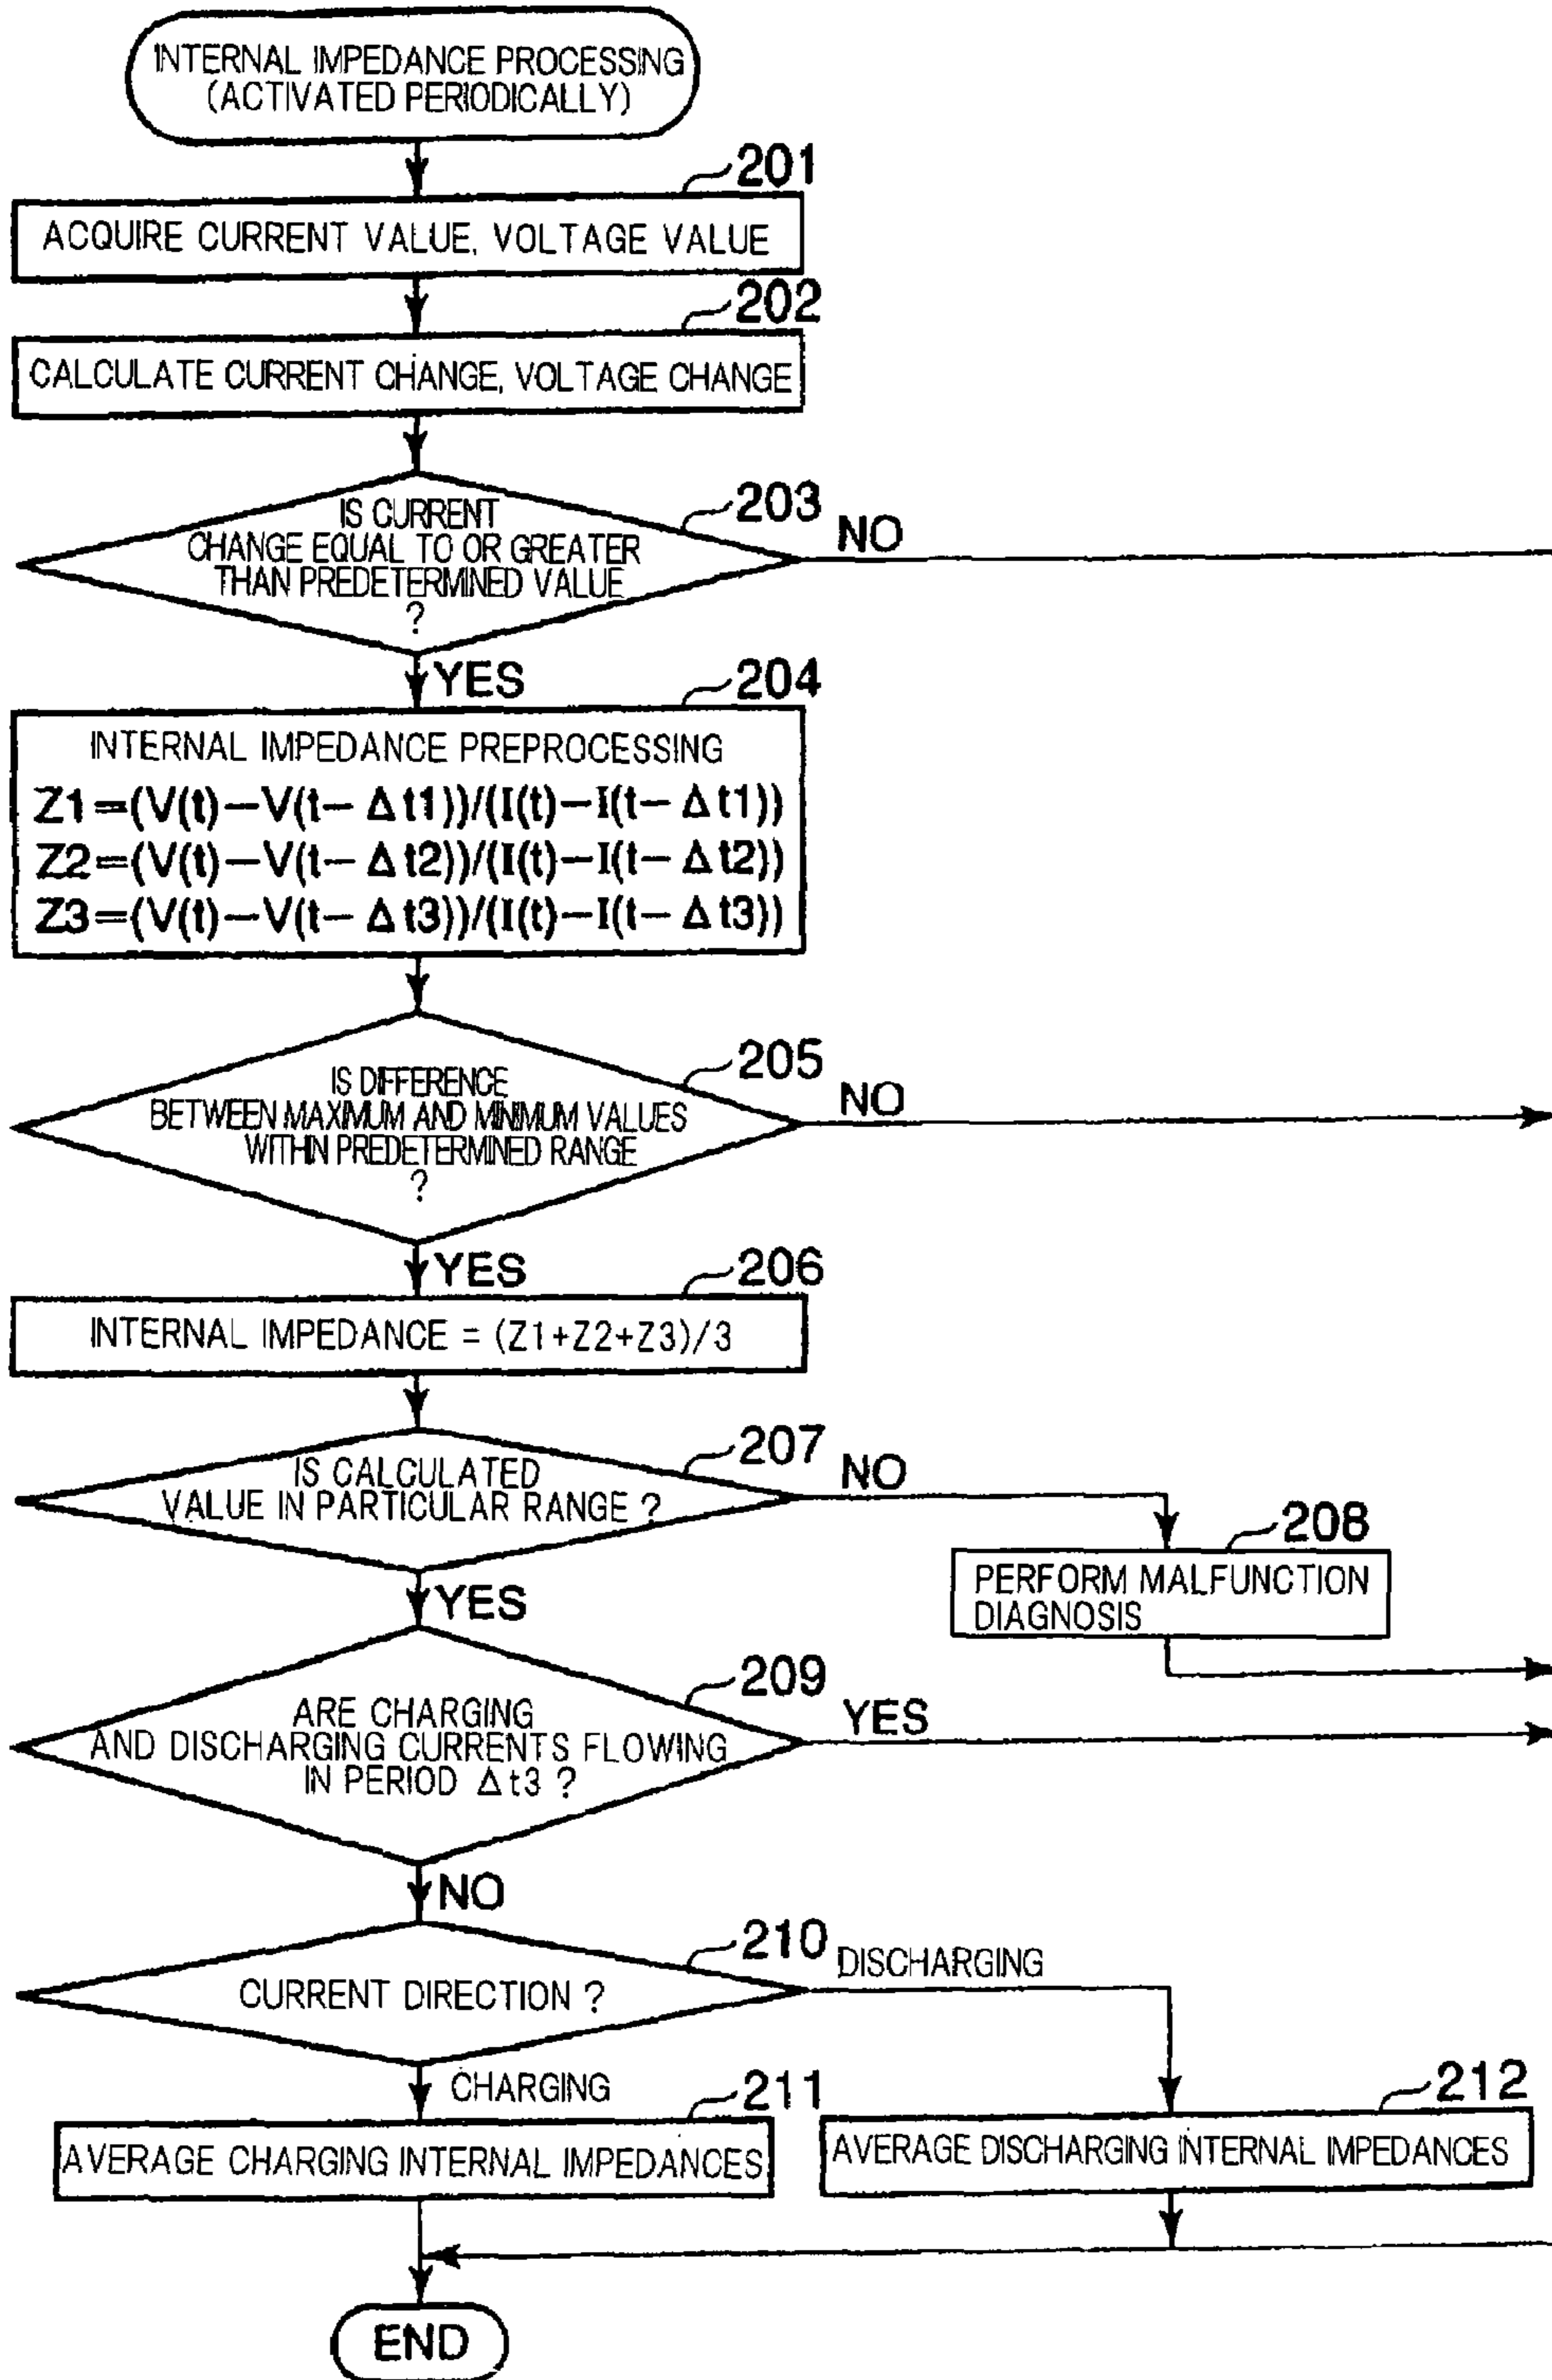 INTERNAL IMPEDANCE PROCESSING
(ACTIVATED PERIODICALLY)
201
ACQUIRE CURRENT VALUE, VOLTAGE VALUE
202
CALCULATE CURRENT CHANGE, VOLTAGE CHANGE
203
IS CURRENT
CHANGE EQUAL TO OR GREATER
THAN PREDETERMINED VALUE
?
NO
YES
204
INTERNAL IMPEDANCE PREPROCESSING
Z1=(V(t)−V(t−Δt1))/(I(t)−I(t−Δt1))
Z2=(V(t)−V(t−Δt2))/(I(t)−I(t−Δt2))
Z3=(V(t)−V(t−Δt3))/(I(t)−I(t−Δt3))
205
IS DIFFERENCE
BETWEEN MAXIMUM AND MINIMUM VALUES
WITHIN PREDETERMINED RANGE
?
NO
YES
206
INTERNAL IMPEDANCE = (Z1+Z2+Z3)/3
207
IS CALCULATED
VALUE IN PARTICULAR RANGE ?
NO
208
PERFORM MALFUNCTION
DIAGNOSIS
YES
209
ARE CHARGING
AND DISCHARGING CURRENTS FLOWING
IN PERIOD Δt3 ?
YES
NO
210
CURRENT DIRECTION ?
DISCHARGING
CHARGING
211
AVERAGE CHARGING INTERNAL IMPEDANCES
212
AVERAGE DISCHARGING INTERNAL IMPEDANCES
END